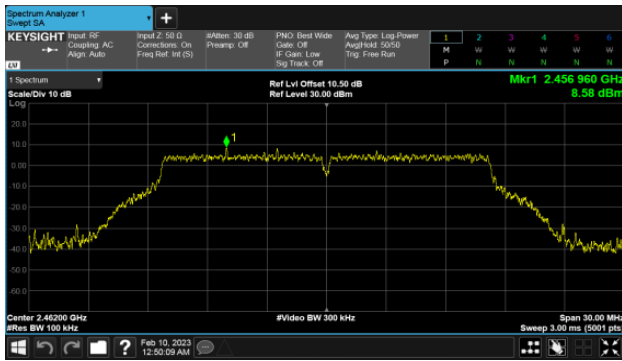 Spectrum Analyzer 1
Swept SA
+
KEYSIGHT Input: RF Input Z: 50 Ω #Atten: 30 dB PNO: Best Wide Avg Type: Log-Power 1 2 3 4 5 6
Coupling: AC Corrections: On Preamp: Off Gate: Off Avg|Hold: 50/50 M W W W W W
Align: Auto Freq Ref: Int (S) IF Gain: Low Trig: Free Run
LXI Sig Track: Off P N N N N N
1 Spectrum Ref Lvl Offset 10.50 dB Mkr1 2.456 960 GHz
Scale/Div 10 dB Ref Level 30.00 dBm 8.58 dBm
Log
20.0
1
10.0
0.00
-10.0
-20.0
-30.0
-40.0
-50.0
-60.0
Center 2.46200 GHz #Video BW 300 kHz Span 30.00 MHz
#Res BW 100 kHz Sweep 3.00 ms (5001 pts)
? Feb 10, 2023
12:50:09 AM